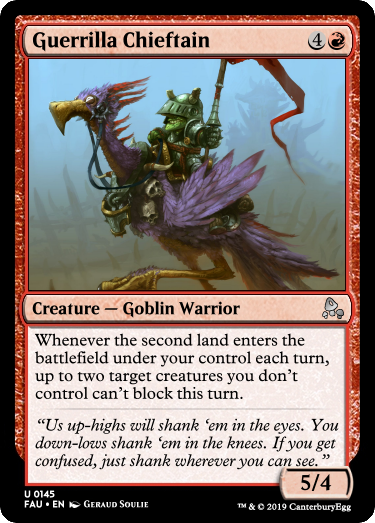 Guerrilla Chieftain 4
Creature — Goblin Warrior
Whenever the second land enters the
battlefield under your control each turn,
up to two target creatures you don't
control can't block this turn.
“Us up-highs will shank ‘em in the eyes. You
down-lows shank ‘em in the knees. If you get
confused, just shank wherever you can see.”
5/4
U 0145
FAU • EN Geraud Soulie
™ & © 2019 CanterburyEgg